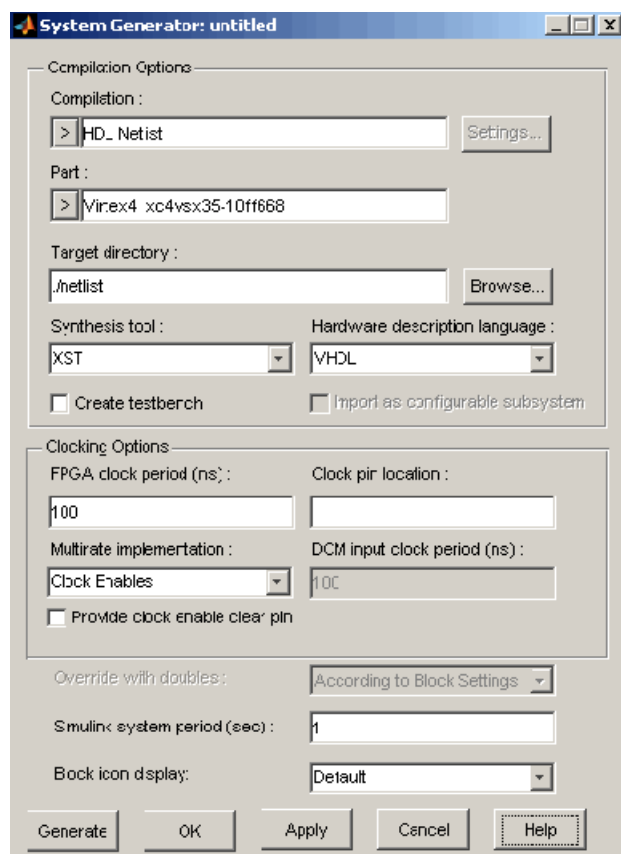 System Generator: untitled
Compilation Options
Compilation :
> HDL Netlist
Settings...
Part :
> Virtex4 xc4vsx35-10ff668
Target directory :
./netlist
Browse...
Synthesis tool :
Hardware description language :
XST
VHDL
Create testbench
Import as configurable subsystem
Clocking Options
FPGA clock period (ns) :
Clock pin location :
100
Multirate implementation :
DCM input clock period (ns) :
Clock Enables
100
Provide clock enable clear pin
Override with doubles :
According to Block Settings
Simulink system period (sec) :
1
Block icon display:
Default
Generate
OK
Apply
Cancel
Help